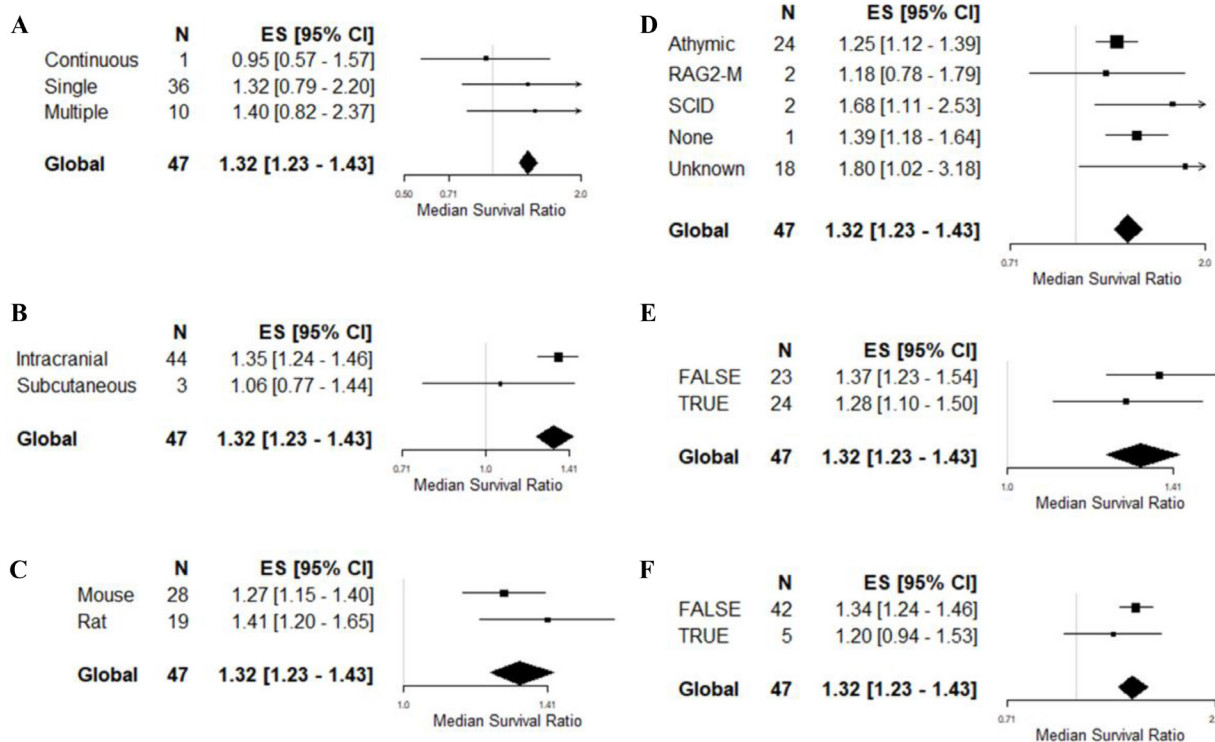 A
N ES [95% CI]
Continuous 1 0.95 [0.57 - 1.57]
Single 36 1.32 [0.79 - 2.20]
Multiple 10 1.40 [0.82 - 2.37]
Global 47 1.32 [1.23 - 1.43]
0.50 0.71 2.0
Median Survival Ratio
B
N ES [95% CI]
Intracranial 44 1.35 [1.24 - 1.46]
Subcutaneous 3 1.06 [0.77 - 1.44]
Global 47 1.32 [1.23 - 1.43]
0.71 1.0 1.41
Median Survival Ratio
C
N ES [95% CI]
Mouse 28 1.27 [1.15 - 1.40]
Rat 19 1.41 [1.20 - 1.65]
Global 47 1.32 [1.23 - 1.43]
1.0 1.41
Median Survival Ratio
D
N ES [95% CI]
Athymic 24 1.25 [1.12 - 1.39]
RAG2-M 2 1.18 [0.78 - 1.79]
SCID 2 1.68 [1.11 - 2.53]
None 1 1.39 [1.18 - 1.64]
Unknown 18 1.80 [1.02 - 3.18]
Global 47 1.32 [1.23 - 1.43]
0.71 2.0
Median Survival Ratio
E
N ES [95% CI]
FALSE 23 1.37 [1.23 - 1.54]
TRUE 24 1.28 [1.10 - 1.50]
Global 47 1.32 [1.23 - 1.43]
1.0 1.41
Median Survival Ratio
F
N ES [95% CI]
FALSE 42 1.34 [1.24 - 1.46]
TRUE 5 1.20 [0.94 - 1.53]
Global 47 1.32 [1.23 - 1.43]
0.71
Median Survival Ratio